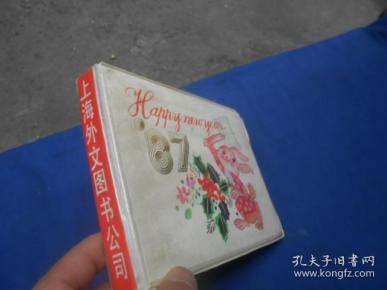 上海外文图书公司
Happy new year
'87
孔夫子旧书网
www.kongfz.com